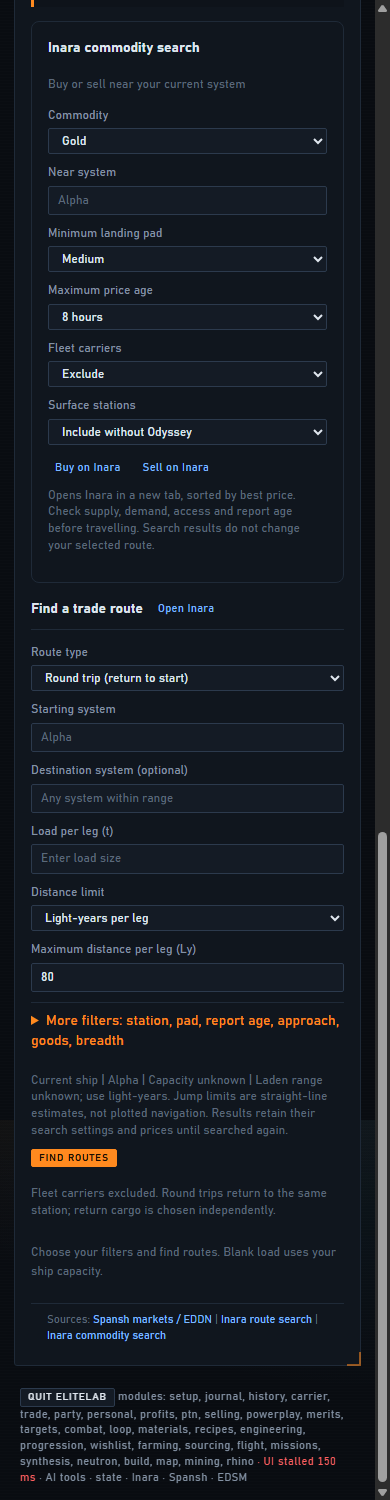 Inara commodity search
Buy or sell near your current system
Commodity
Gold
Near system
Alpha
Minimum landing pad
Medium
Maximum price age
8 hours
Fleet carriers
Exclude
Surface stations
Include without Odyssey
Buy on Inara Sell on Inara
Opens Inara in a new tab, sorted by best price.
Check supply, demand, access and report age
before travelling. Search results do not change
your selected route.
Find a trade route Open Inara
Route type
Round trip (return to start)
Starting system
Alpha
Destination system (optional)
Any system within range
Load per leg (t)
Enter load size
Distance limit
Light-years per leg
Maximum distance per leg (Ly)
80
▶ More filters: station, pad, report age, approach,
goods, breadth
Current ship | Alpha | Capacity unknown | Laden range
unknown; use light-years. Jump limits are straight-line
estimates, not plotted navigation. Results retain their
search settings and prices until searched again.
FIND ROUTES
Fleet carriers excluded. Round trips return to the same
station; return cargo is chosen independently.
Choose your filters and find routes. Blank load uses your
ship capacity.
Sources: Spansh markets / EDDN | Inara route search |
Inara commodity search
QUIT ELITELAB modules: setup, journal, history, carrier,
trade, party, personal, profits, ptn, selling, powerplay, merits,
targets, combat, loop, materials, recipes, engineering,
progression, wishlist, farming, sourcing, flight, missions,
synthesis, neutron, build, map, mining, rhino · UI stalled 150
ms · AI tools · state · Inara · Spansh · EDSM